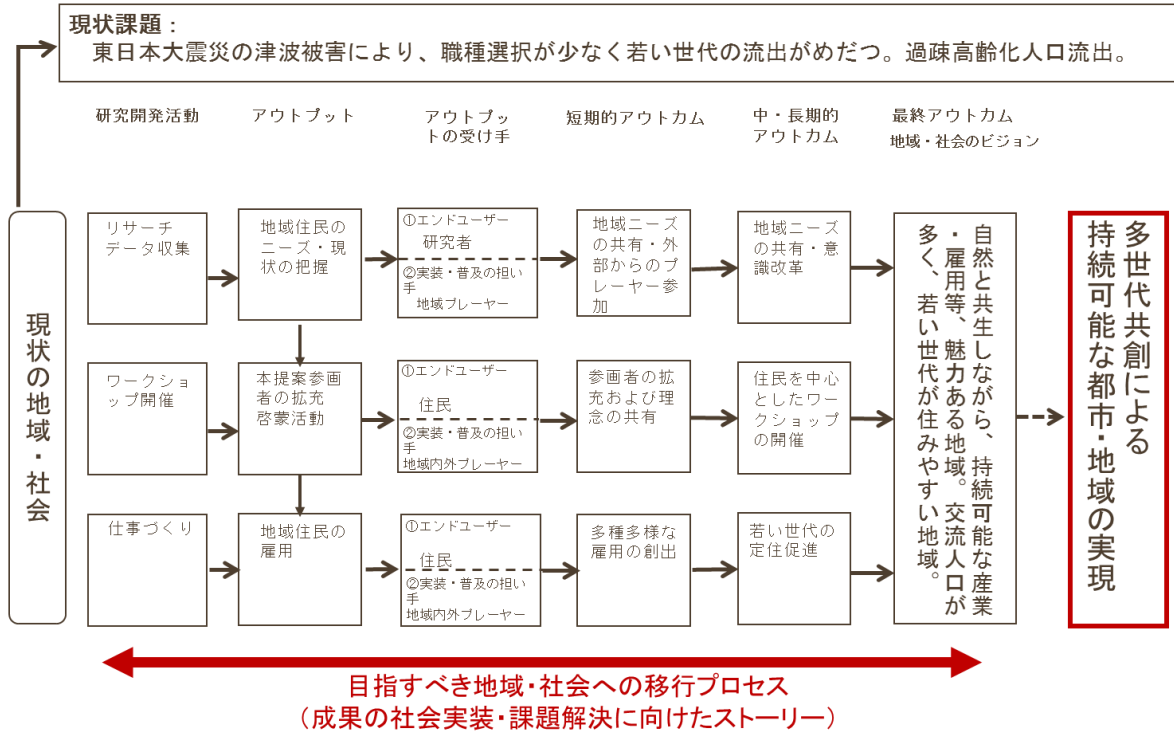 現状課題：
東日本大震災の津波被害により、職種選択が少なく若い世代の流出がめだつ。過疎高齢化人口流出。
研究開発活動
アウトプット
アウトプッ
トの受け手
短期的アウトカム
中・長期的
アウトカム
最終アウトカム
地域・社会のビジョン
現状の地域・社会
リサーチ
データ収集
地域住民の
ニーズ・現
状の把握
①エンドユーザー
研究者
②実装・普及の担い
手
地域プレーヤー
地域ニーズ
の共有・外
部からのプ
レーヤー参
加
地域ニーズ
の共有・意
識改革
ワークショ
ップ開催
本提案参画
者の拡充
啓蒙活動
①エンドユーザー
住民
②実装・普及の担い
手
地域内外プレーヤー
参画者の拡
充および理
念の共有
住民を中心
としたワー
クショップ
の開催
仕事づくり
地域住民の
雇用
①エンドユーザー
住民
②実装・普及の担い
手
地域内外プレーヤー
多種多様な
雇用の創出
若い世代の
定住促進
自然と共生しながら、持続可能な産業
・雇用等、魅力ある地域。交流人口が
多く、若い世代が住みやすい地域。
多世代共創による
持続可能な都市・地域の実現
目指すべき地域・社会への移行プロセス
（成果の社会実装・課題解決に向けたストーリー）